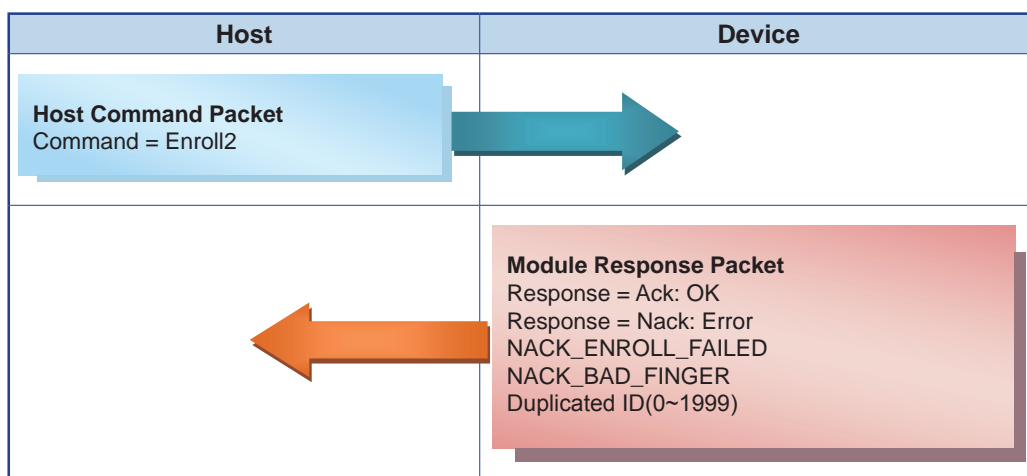 Host
Device
Host Command Packet
Command = Enroll2
Module Response Packet
Response = Ack: OK
Response = Nack: Error
NACK_ENROLL_FAILED
NACK_BAD_FINGER
Duplicated ID(0~1999)